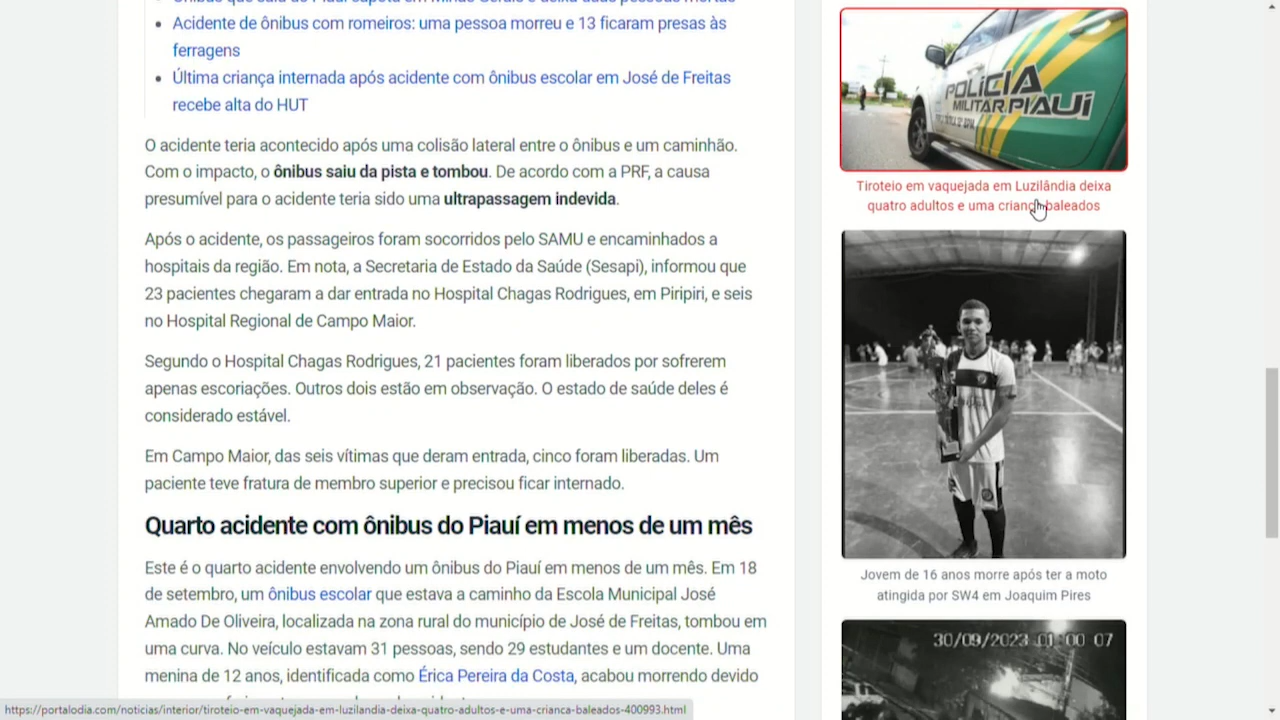 Acidente de ônibus com romeiros: uma pessoa morreu e 13 ficaram presas às
ferragens
Última criança internada após acidente com ônibus escolar em José de Freitas
recebe alta do HUT
O acidente teria acontecido após uma colisão lateral entre o ônibus e um caminhão.
Com o impacto, o ônibus saiu da pista e tombou. De acordo com a PRF, a causa
presumível para o acidente teria sido uma ultrapassagem indevida.
Após o acidente, os passageiros foram socorridos pelo SAMU e encaminhados a
hospitais da região. Em nota, a Secretaria de Estado da Saúde (Sesapi), informou que
23 pacientes chegaram a dar entrada no Hospital Chagas Rodrigues, em Piripiri, e seis
no Hospital Regional de Campo Maior.
Segundo o Hospital Chagas Rodrigues, 21 pacientes foram liberados por sofrerem
apenas escoriações. Outros dois estão em observação. O estado de saúde deles é
considerado estável.
Em Campo Maior, das seis vítimas que deram entrada, cinco foram liberadas. Um
paciente teve fratura de membro superior e precisou ficar internado.
Quarto acidente com ônibus do Piauí em menos de um mês
Este é o quarto acidente envolvendo um ônibus do Piauí em menos de um mês. Em 18
de setembro, um ônibus escolar que estava a caminho da Escola Municipal José
Amado De Oliveira, localizada na zona rural do município de José de Freitas, tombou em
uma curva. No veículo estavam 31 pessoas, sendo 29 estudantes e um docente. Uma
menina de 12 anos, identificada como Érica Pereira da Costa, acabou morrendo devido
https://portalodia.com/noticias/interior/tiroteio-em-vaquejada-em-luzilandia-deixa-quatro-adultos-e-uma-crianca-baleados-400993.html
POLÍCIA
MILITAR.PIAUÍ
Tiroteio em vaquejada em Luzilândia deixa
quatro adultos e uma criança baleados
Jovem de 16 anos morre após ter a moto
atingida por SW4 em Joaquim Pires
30/09/2023 01:00 07